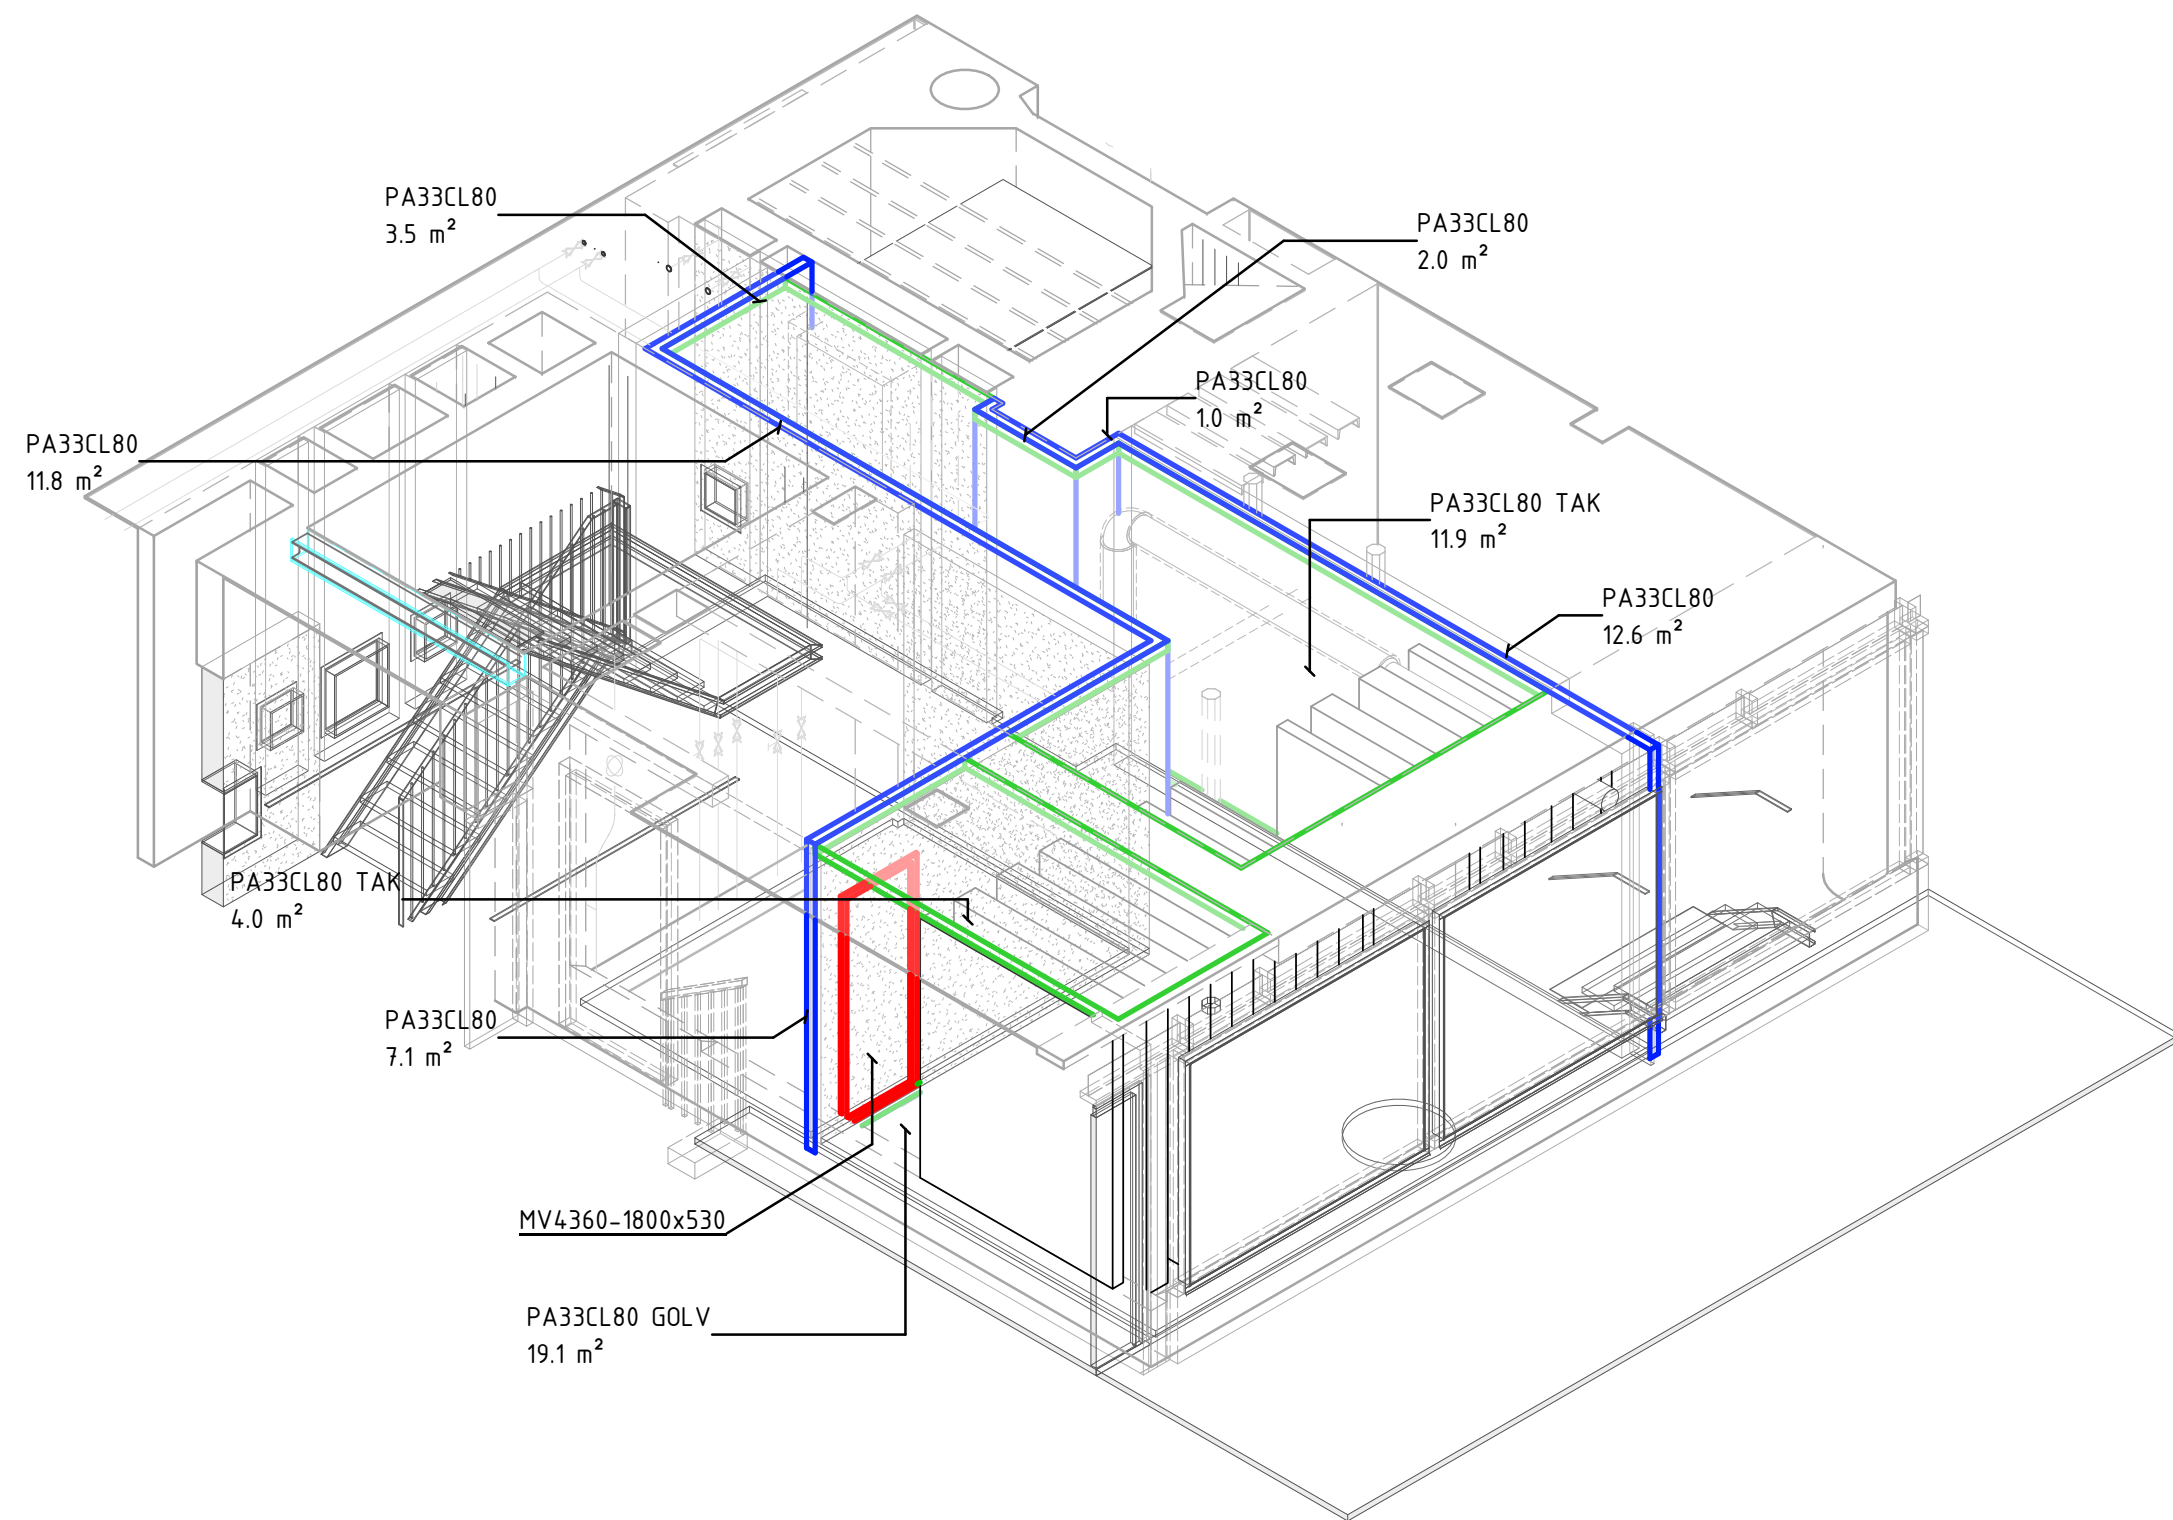 PA33CL80
3.5 m²
PA33CL80
2.0 m²
PA33CL80
1.0 m²
PA33CL80
11.8 m²
PA33CL80 TAK
11.9 m²
PA33CL80
12.6 m²
PA33CL80 TAK
4.0 m²
PA33CL80
7.1 m²
MV4360-1800x530
PA33CL80 GOLV
19.1 m²